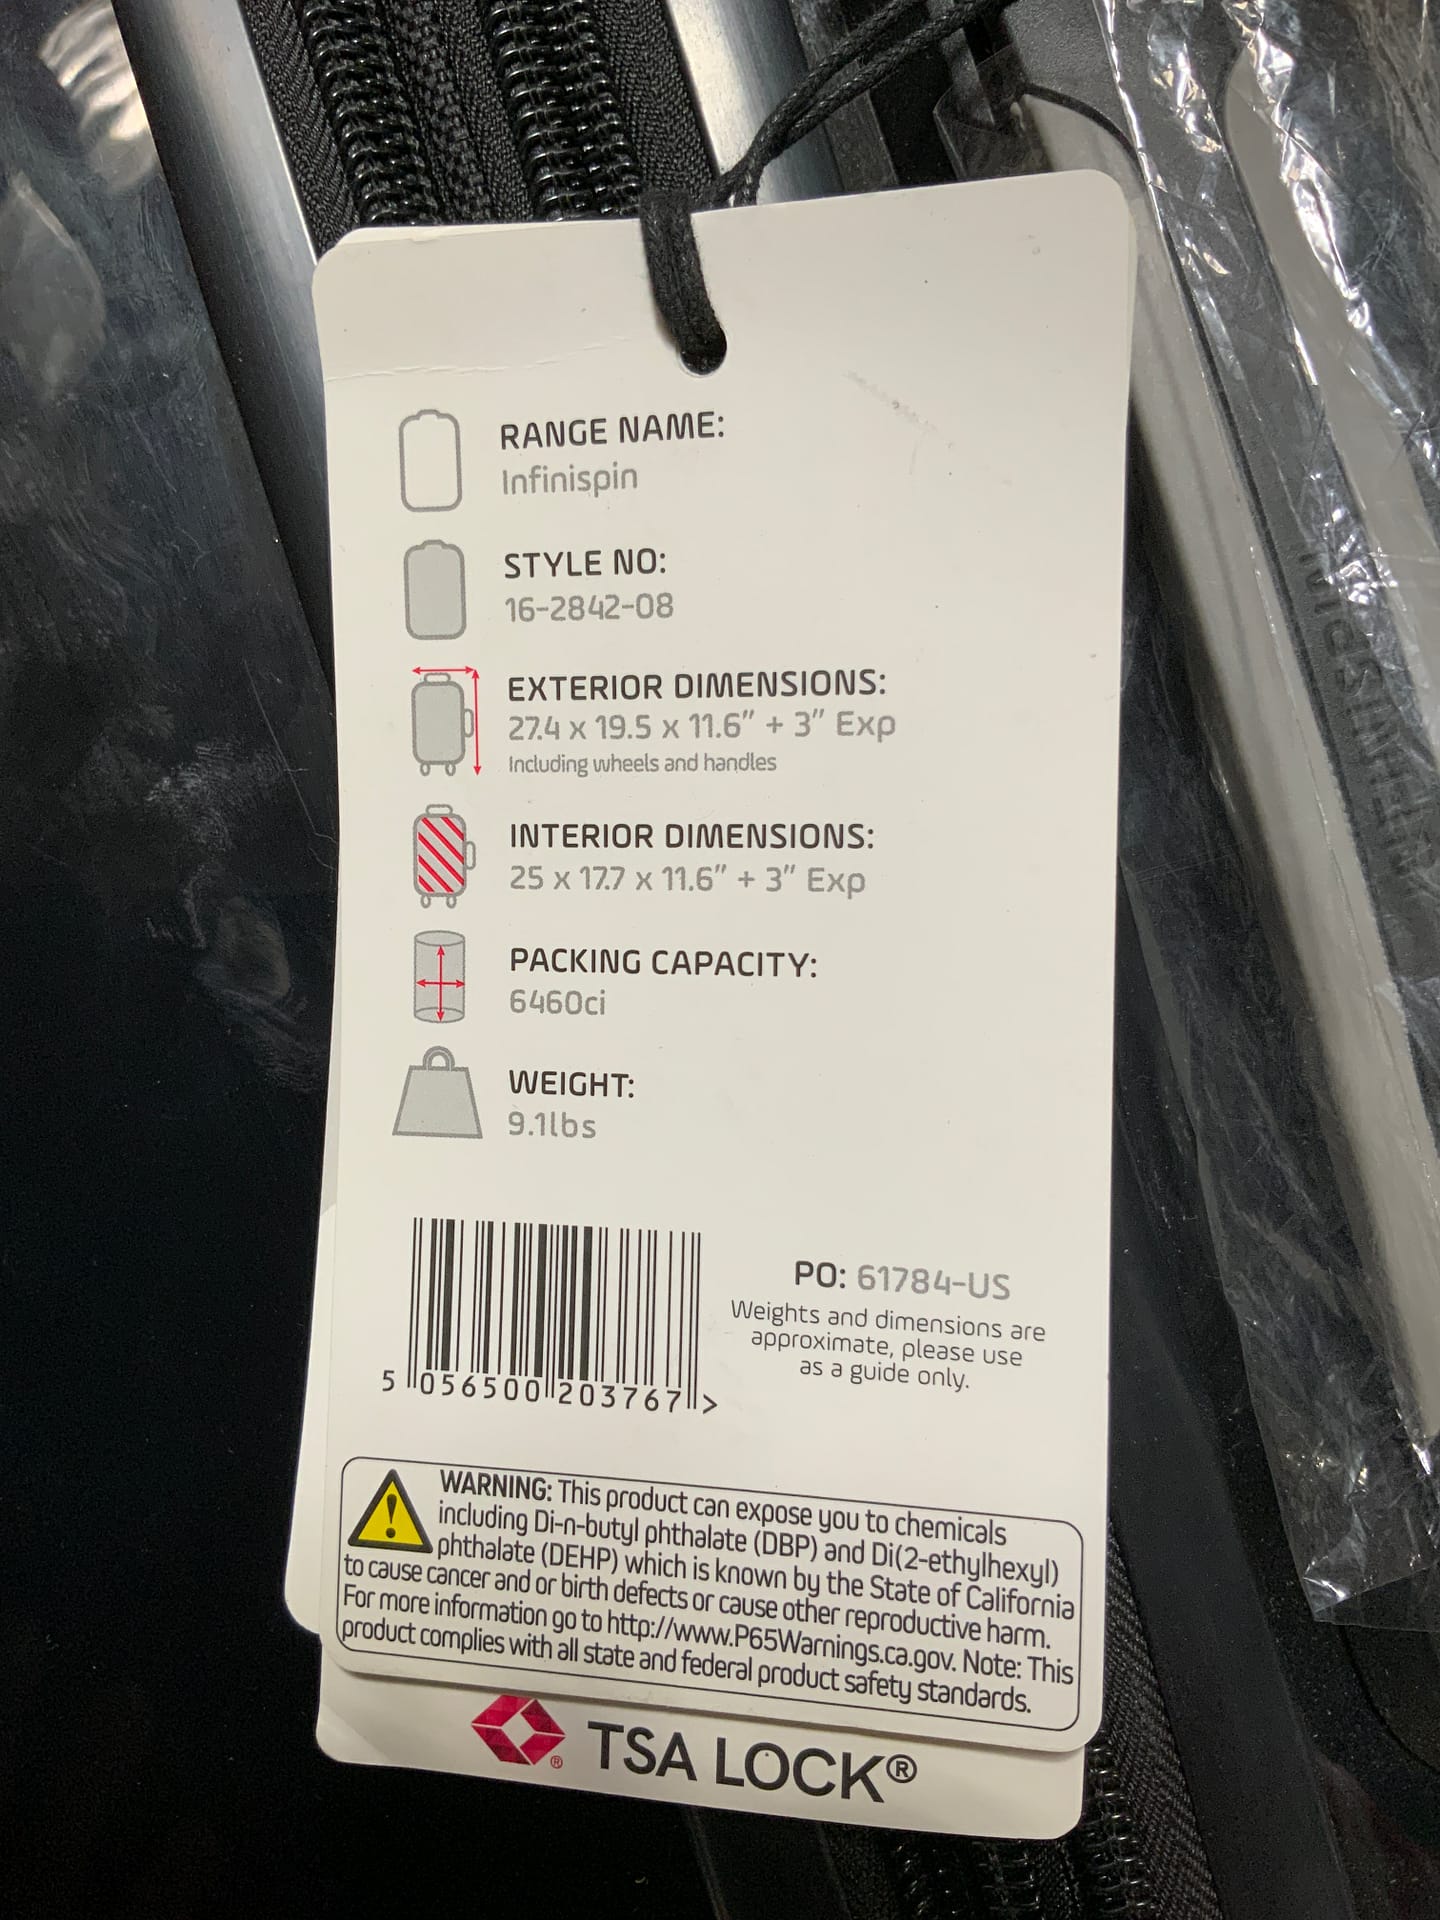 RANGE NAME:
Infinispin
STYLE NO:
16-2842-08
EXTERIOR DIMENSIONS:
27.4 x 19.5 x 11.6" + 3" Exp
Including wheels and handles
INTERIOR DIMENSIONS:
25 x 17.7 x 11.6" + 3" Exp
PACKING CAPACITY:
6460ci
WEIGHT:
9.1lbs
5 056500 203767 >
PO: 61784-US
Weights and dimensions are
approximate, please use
as a guide only.
WARNING: This product can expose you to chemicals
including Di-n-butyl phthalate (DBP) and Di(2-ethylhexyl)
phthalate (DEHP) which is known by the State of California
to cause cancer and or birth defects or cause other reproductive harm.
For more information go to http://www.P65Warnings.ca.gov. Note: This
product complies with all state and federal product safety standards.
® TSA LOCK®